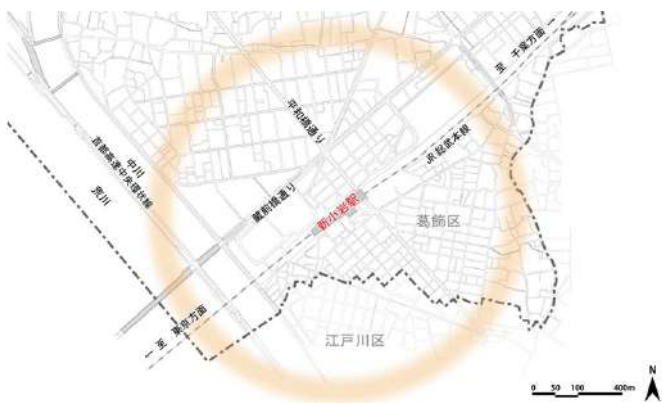 至 千葉方面 →
平和橋通り
JR 総武本線
中川
首都高速中央環状線
荒川
蔵前橋通り
新小岩駅
葛飾区
← 至 東京方面
江戸川区
N
0 50 100 400m